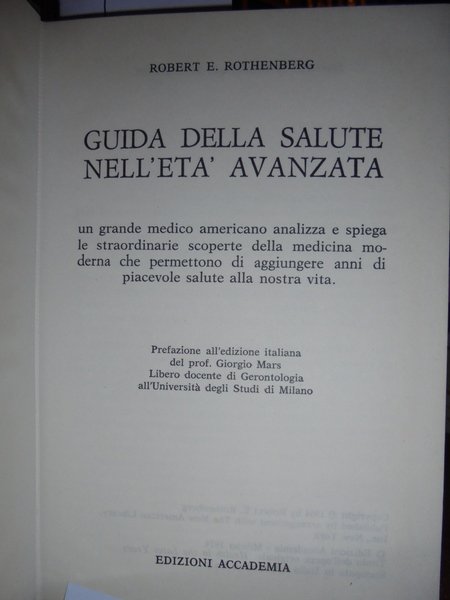 ROBERT E. ROTHENBERG
GUIDA DELLA SALUTE
NELL'ETA' AVANZATA
un grande medico americano analizza e spiega
le straordinarie scoperte della medicina mo-
derna che permettono di aggiungere anni di
piacevole salute alla nostra vita.
Prefazione all'edizione italiana
del prof. Giorgio Mars
Libero docente di Gerontologia
all'Università degli Studi di Milano
EDIZIONI ACCADEMIA